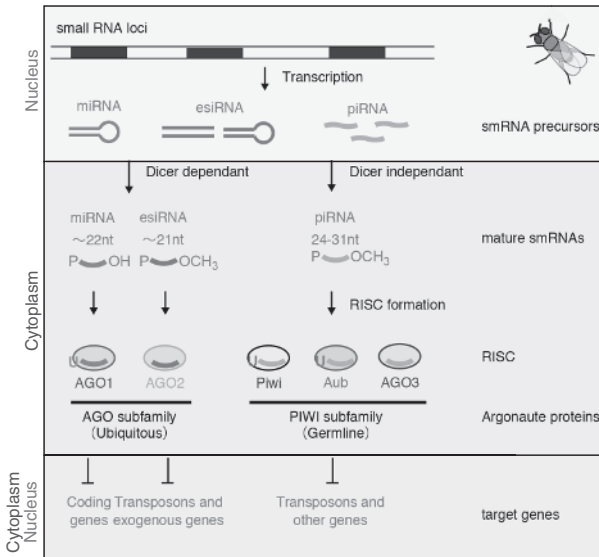 small RNA loci
Nucleus
Transcription
miRNA
esiRNA
piRNA
smRNA precursors
Dicer dependant
Dicer independant
Cytoplasm
miRNA
esiRNA
piRNA
~22nt
~21nt
24-31nt
mature smRNAs
P OH
P OCH3
P OCH3
RISC formation
U
U
U
RISC
AGO1
AGO2
Piwi
Aub
AGO3
AGO subfamily
(Ubiquitous)
PIWI subfamily
(Germline)
Argonaute proteins
Cytoplasm
Nucleus
Coding Transposons and
genes exogenous genes
Transposons and
other genes
target genes